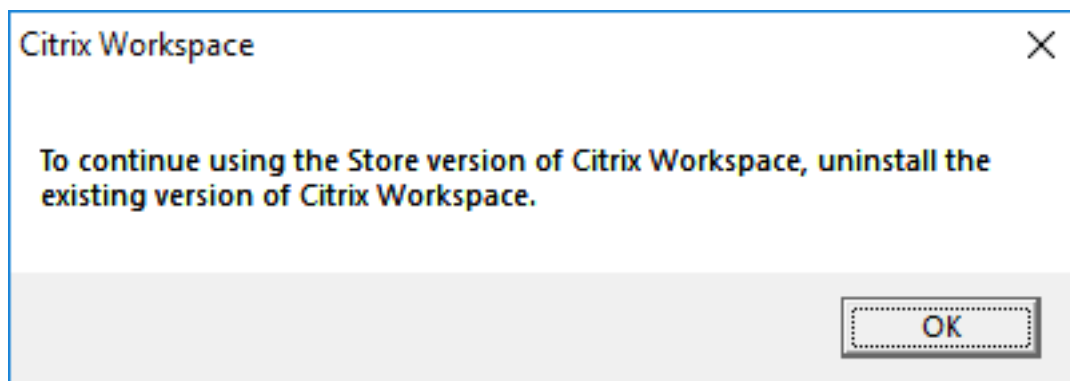 Citrix Workspace
To continue using the Store version of Citrix Workspace, uninstall the
existing version of Citrix Workspace.
OK